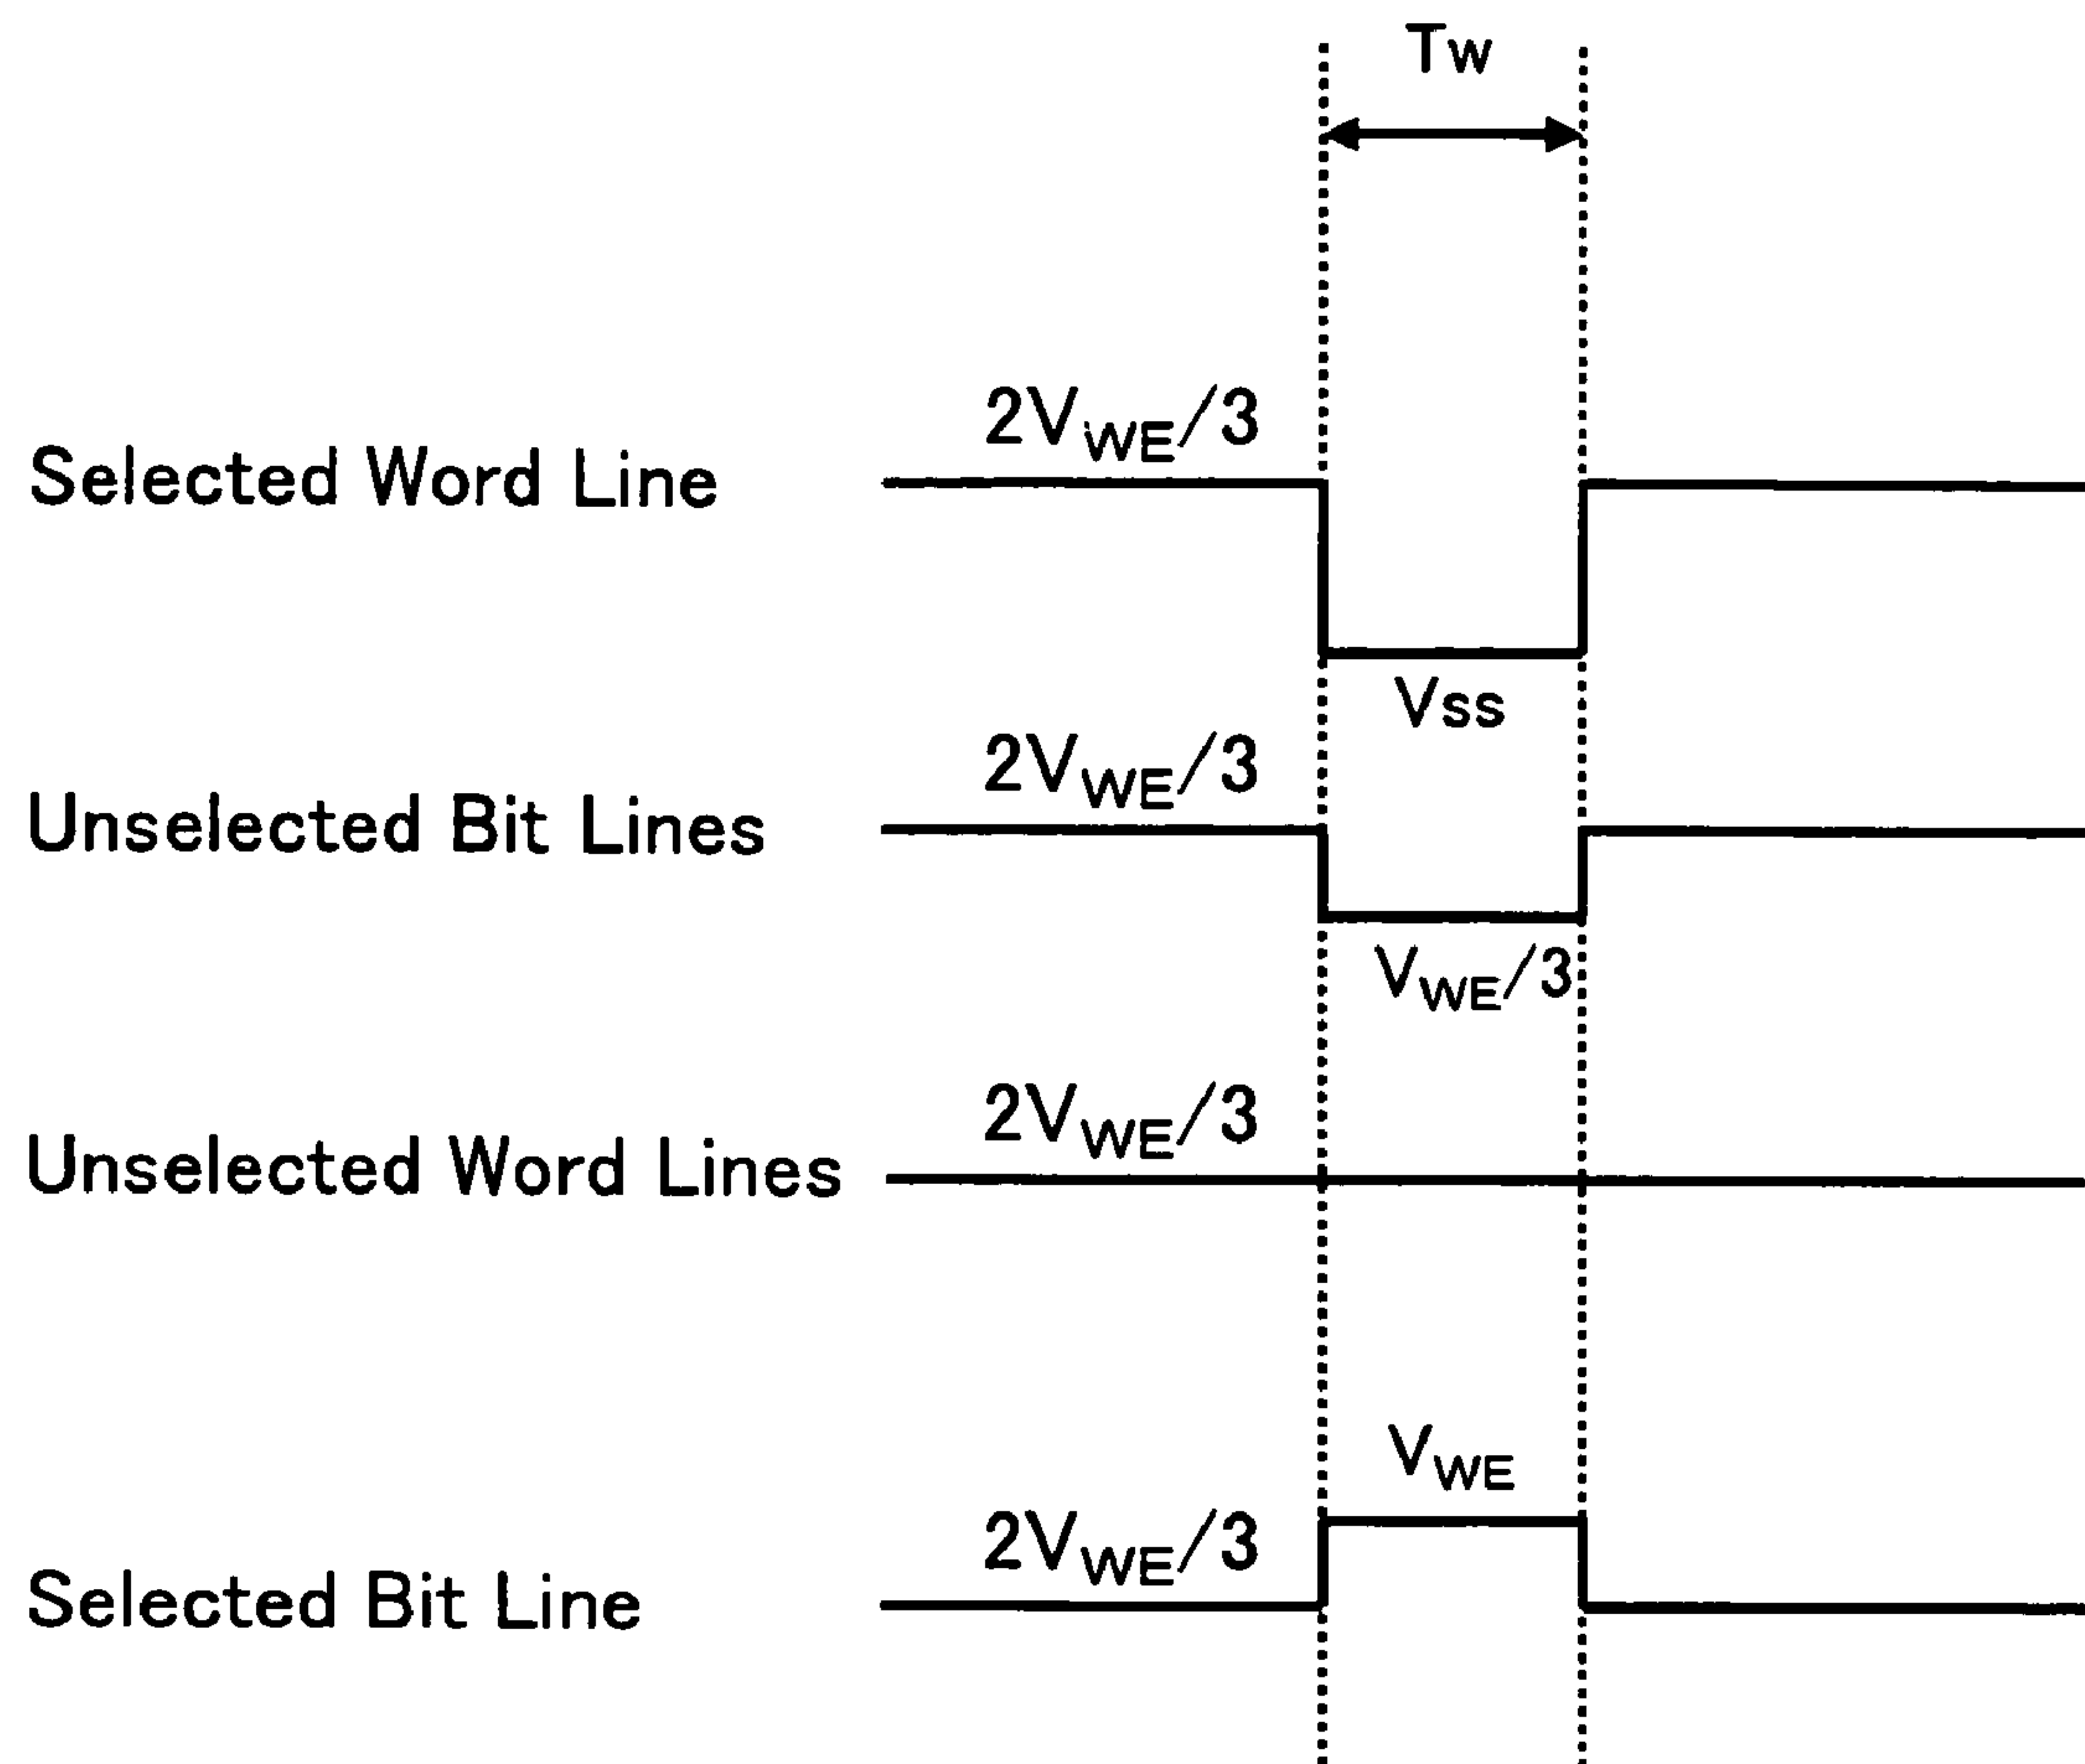 Tw
2VWE/3
Selected Word Line
Vss
2VWE/3
Unselected Bit Lines
VWE/3
2VWE/3
Unselected Word Lines
VWE
2VWE/3
Selected Bit Line